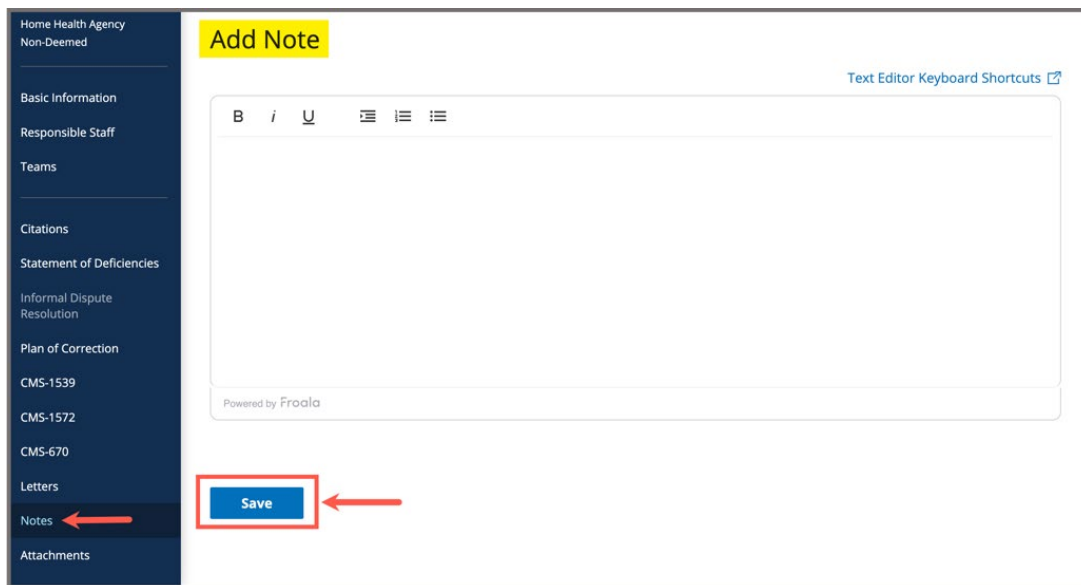 Home Health Agency
Non-Deemed
Basic Information
Responsible Staff
Teams
Citations
Statement of Deficiencies
Informal Dispute
Resolution
Plan of Correction
CMS-1539
CMS-1572
CMS-670
Letters
Notes
Attachments
Add Note
Text Editor Keyboard Shortcuts
B i U
Powered by Froala
Save